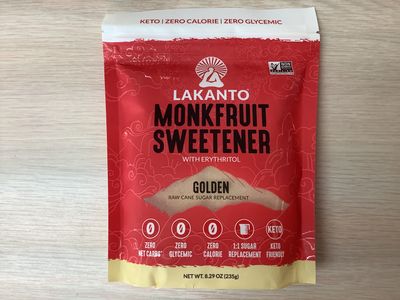 KETO | ZERO CALORIE | ZERO GLYCEMIC
LAKANTO
MONKFRUIT
SWEETENER
WITH ERYTHRITOL
GOLDEN
RAW CANE SUGAR REPLACEMENT
0 0 0 KETO
ZERO NET CARBS
ZERO GLYCEMIC
ZERO CALORIE
1:1 SUGAR REPLACEMENT
KETO FRIENDLY
NET WT. 8.29 OZ (235g)